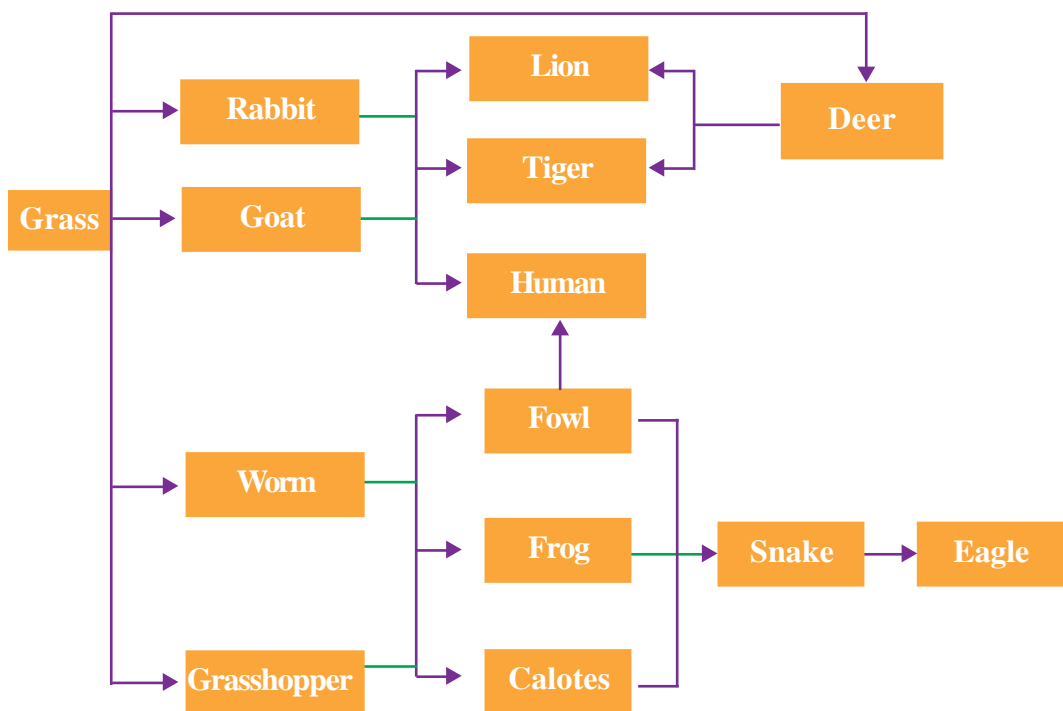 Lion
Rabbit
Deer
Tiger
Grass
Goat
Human
Fowl
Worm
Frog
Snake
Eagle
Grasshopper
Calotes